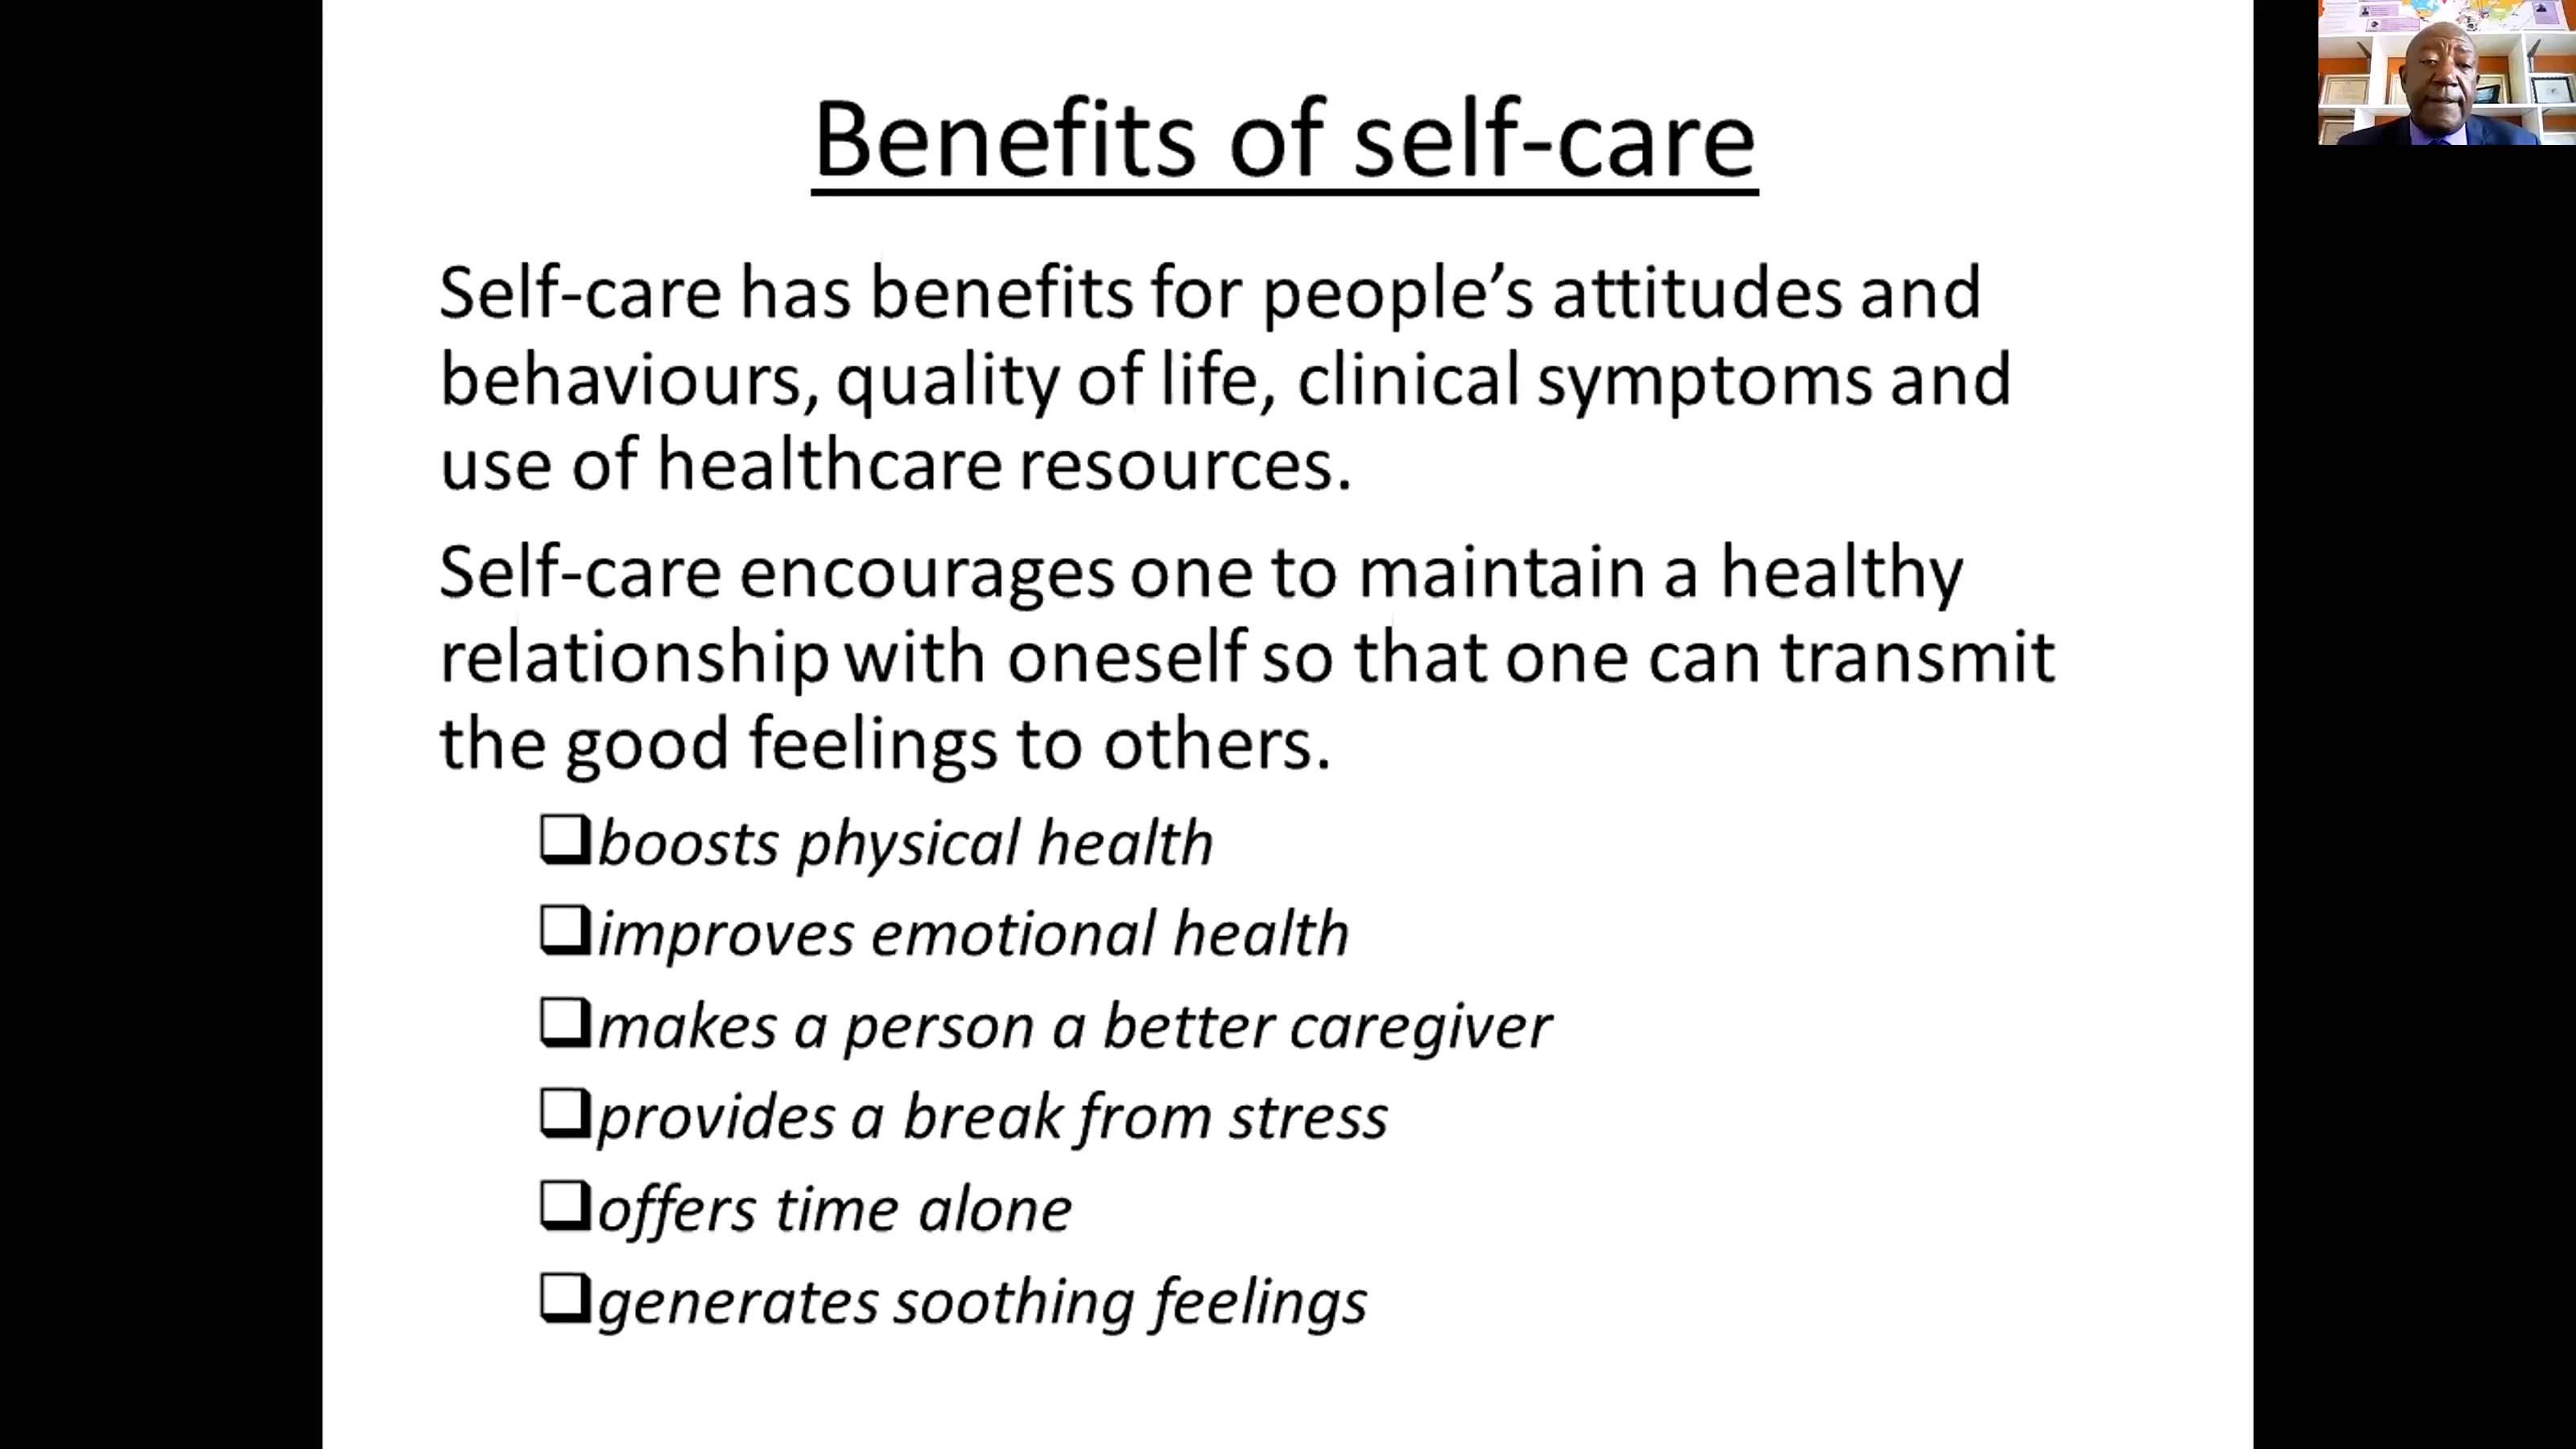 Benefits of self-care
Self-care has benefits for people’s attitudes and
behaviours, quality of life, clinical symptoms and
use of healthcare resources.
Self-care encourages one to maintain a healthy
relationship with oneself so that one can transmit
the good feelings to others.
❑boosts physical health
❑improves emotional health
❑makes a person a better caregiver
❑provides a break from stress
❑offers time alone
❑generates soothing feelings